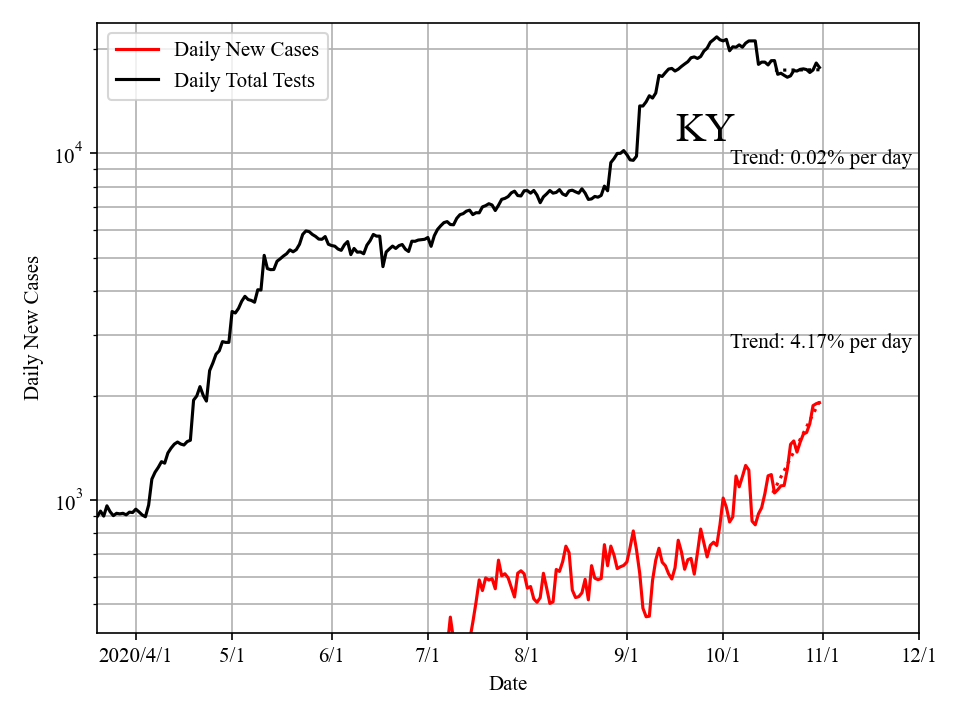 Daily New Cases
Daily Total Tests
KY
Trend: 0.02% per day
Trend: 4.17% per day
10^4
10^3
Daily New Cases
2020/4/1 5/1 6/1 7/1 8/1 9/1 10/1 11/1 12/1
Date